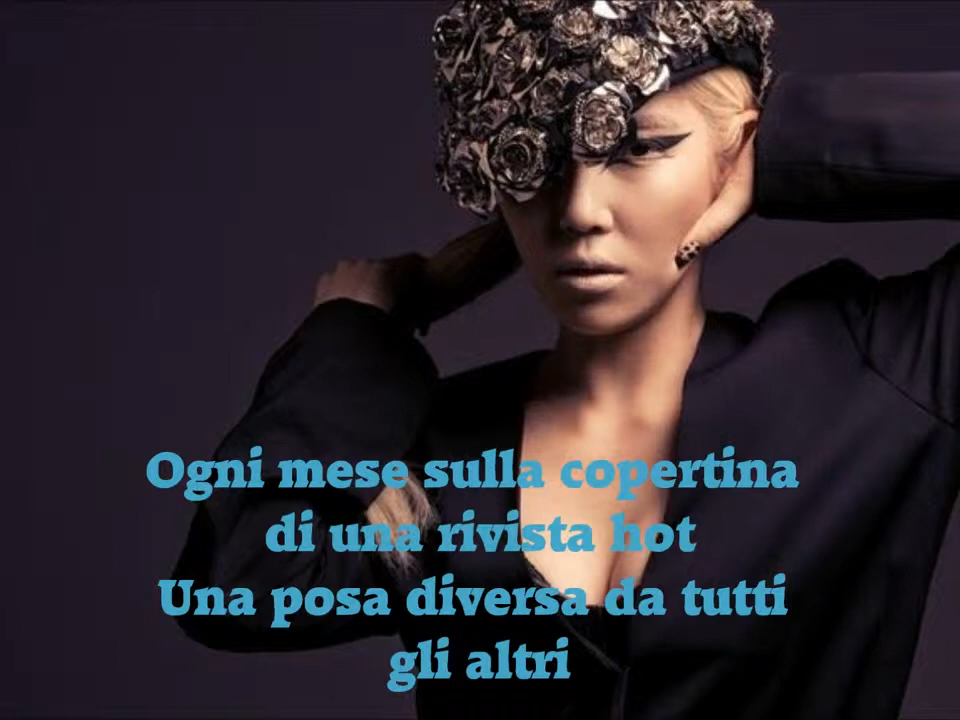 Ogni mese sulla copertina
di una rivista hot
Una posa diversa da tutti
gli altri